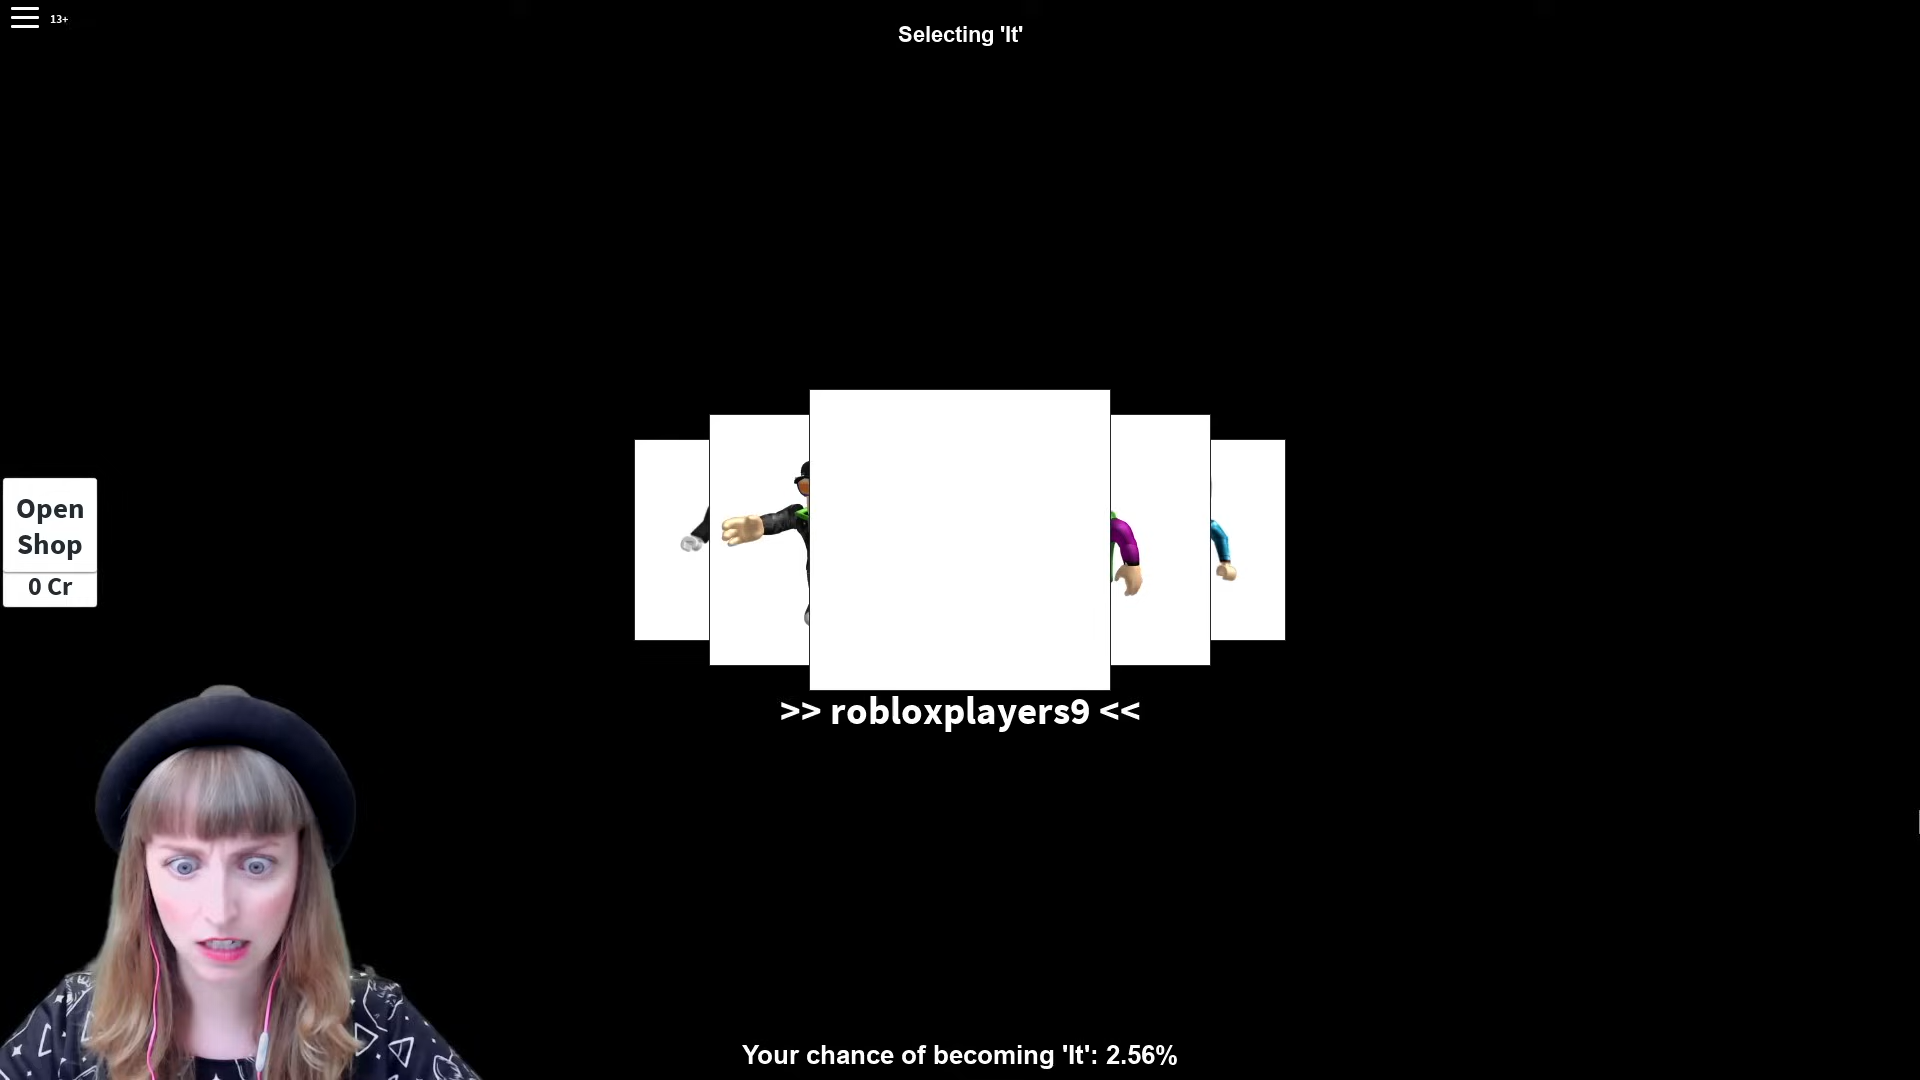 13+
Selecting 'It'
Open
Shop
0 Cr
>> robloxplayers9 <<
Your chance of becoming 'It': 2.56%